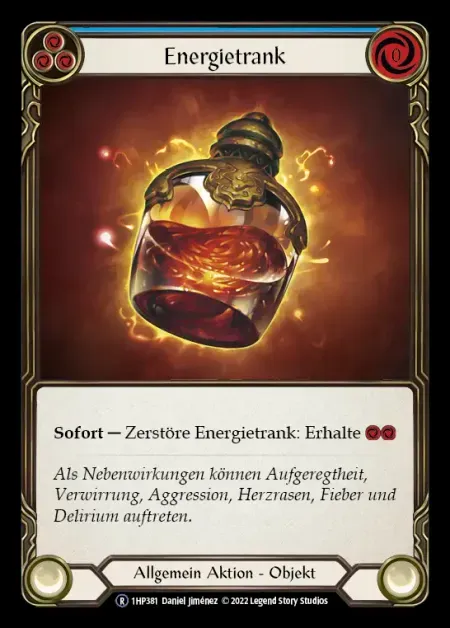 Energietrank
0
Sofort — Zerstöre Energietrank: Erhalte
Als Nebenwirkungen können Aufgeregtheit,
Verwirrung, Aggression, Herzrasen, Fieber und
Delirium auftreten.
Allgemein Aktion - Objekt
R 1HP381 Daniel Jiménez © 2022 Legend Story Studios